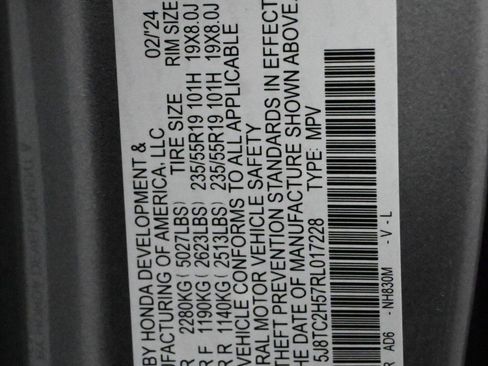 BY HONDA DEVELOPMENT & 02/'24
UFACTURING OF AMERICA, LLC
R 2280KG ( 5027LBS) TIRE SIZE RIM SIZE
R F 1190KG ( 2623LBS) 235/55R19 101H 19X8.0J
R R 1140KG ( 2513LBS) 235/55R19 101H 19X8.0J
VEHICLE CONFORMS TO ALL APPLICABLE
RAL MOTOR VEHICLE SAFETY
THEFT PREVENTION STANDARDS IN EFFECT
THE DATE OF MANUFACTURE SHOWN ABOVE.
5J8TC2H57RL017228 TYPE: MPV
R AD6 - NH830M - V - L